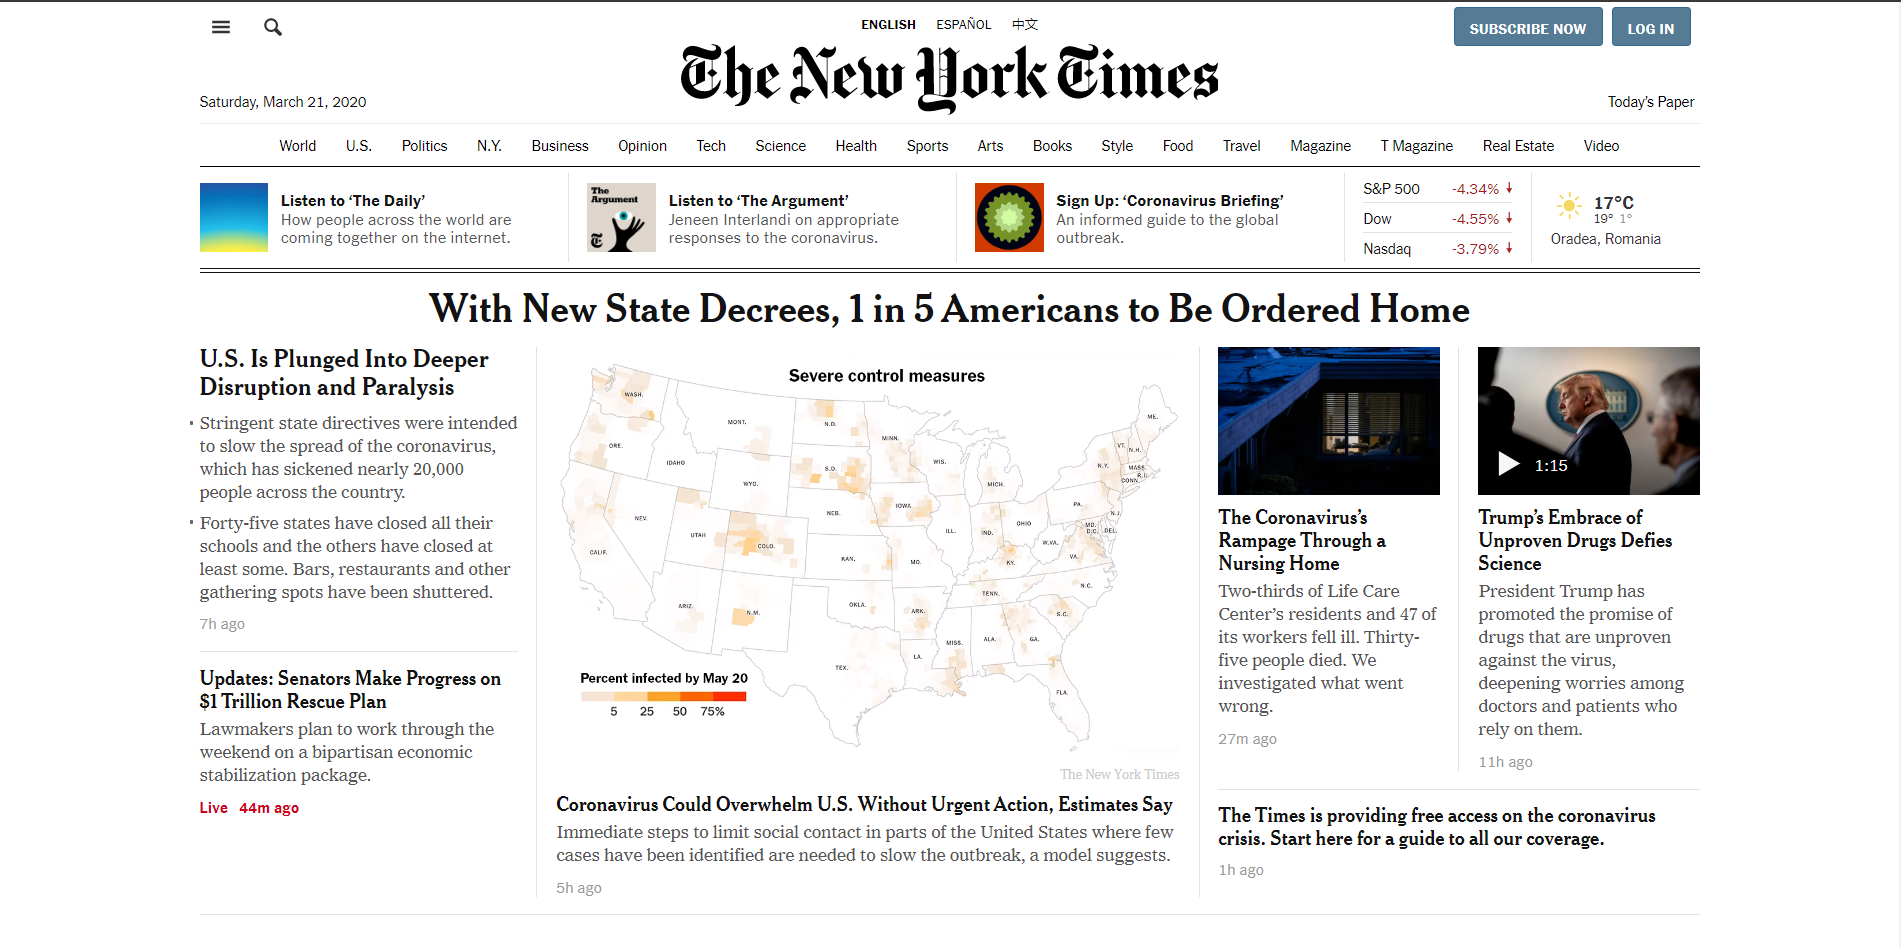 ENGLISH ESPAÑOL 中文
SUBSCRIBE NOW LOG IN
The New York Times
Saturday, March 21, 2020
Today's Paper
World U.S. Politics N.Y. Business Opinion Tech Science Health Sports Arts Books Style Food Travel Magazine T Magazine Real Estate Video
Listen to ‘The Daily’
How people across the world are
coming together on the internet.
The
Argument
Listen to ‘The Argument’
Jeneen Interlandi on appropriate
responses to the coronavirus.
Sign Up: ‘Coronavirus Briefing’
An informed guide to the global
outbreak.
S&P 500 -4.34%
Dow -4.55%
Nasdaq -3.79%
17°C
19° 1°
Oradea, Romania
With New State Decrees, 1 in 5 Americans to Be Ordered Home
U.S. Is Plunged Into Deeper
Disruption and Paralysis
Stringent state directives were intended
to slow the spread of the coronavirus,
which has sickened nearly 20,000
people across the country.
Forty-five states have closed all their
schools and the others have closed at
least some. Bars, restaurants and other
gathering spots have been shuttered.
7h ago
Updates: Senators Make Progress on
$1 Trillion Rescue Plan
Lawmakers plan to work through the
weekend on a bipartisan economic
stabilization package.
Live 44m ago
Severe control measures
WASH.
MONT.
N.D.
MINN.
ME.
ORE.
IDAHO
S.D.
WIS.
VT.
N.H.
N.Y.
MASS.
R.I.
CONN.
WYO.
MICH.
NEV.
NEB.
IOWA
PA.
N.J.
UTAH
COLO.
ILL.
IND.
OHIO
MD.
D.C.
DEL.
CALIF.
KAN.
MO.
KY.
W.VA.
VA.
ARIZ.
N.M.
OKLA.
ARK.
TENN.
N.C.
S.C.
TEX.
LA.
MISS.
ALA.
GA.
FLA.
Percent infected by May 20
5 25 50 75%
The New York Times
Coronavirus Could Overwhelm U.S. Without Urgent Action, Estimates Say
Immediate steps to limit social contact in parts of the United States where few
cases have been identified are needed to slow the outbreak, a model suggests.
5h ago
The Coronavirus's
Rampage Through a
Nursing Home
Two-thirds of Life Care
Center's residents and 47 of
its workers fell ill. Thirty-
five people died. We
investigated what went
wrong.
27m ago
1:15
Trump's Embrace of
Unproven Drugs Defies
Science
President Trump has
promoted the promise of
drugs that are unproven
against the virus,
deepening worries among
doctors and patients who
rely on them.
11h ago
The Times is providing free access on the coronavirus
crisis. Start here for a guide to all our coverage.
1h ago